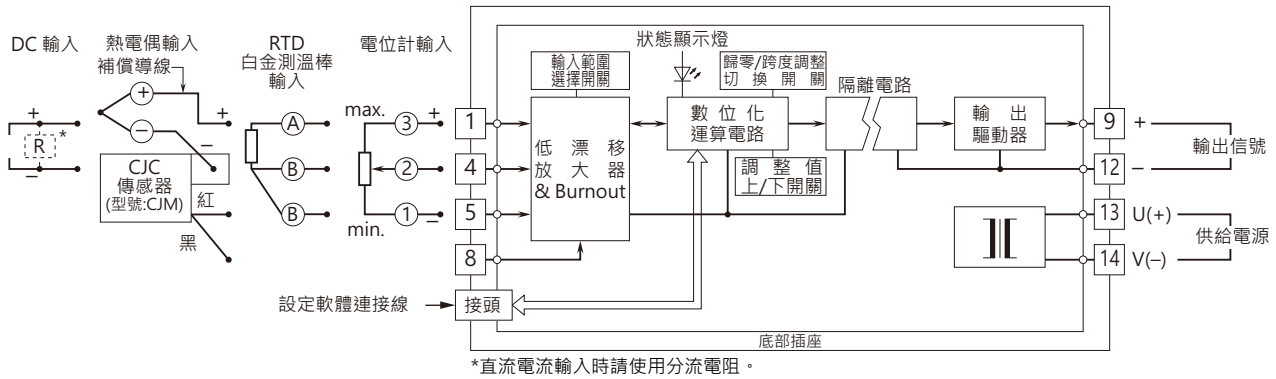 DC 輸入
+
R
*
−
熱電偶輸入
補償導線
+
−
+
−
CJC
傳感器
(型號:CJM)
紅
黑
RTD
白金測溫棒
輸入
A
B
B
電位計輸入
max.
3
+
2
1
−
min.
1
4
5
8
接頭
設定軟體連接線
輸入範圍
選擇開關
低漂移
放大器
& Burnout
狀態顯示燈
歸零/跨度調整
切換開關
數位化
運算電路
調整值
上/下開關
隔離電路
輸出
驅動器
9
+
12
−
輸出信號
13
U(+)
14
V(−)
供給電源
底部插座
*直流電流輸入時請使用分流電阻。